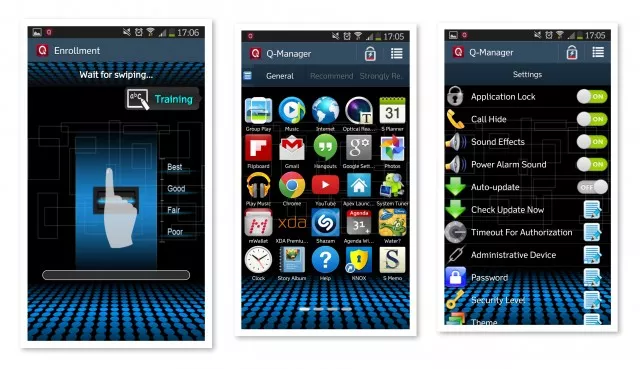 17:06
Enrollment
Wait for swiping...
abc
Training
Best
Good
Fair
Poor
17:05
Q-Manager
General Recommend Strongly Re..
31
Group Play Music Internet Optical Rea... S Planner
g+
Flipboard Gmail Hangouts Google Sett... Photos
Play Music Chrome YouTube Apex Launc... System Tuner
xda
Agenda
31
mWallet XDA Premiu... Shazam Agenda Wi... Water?
Clock Story Album Help KNOX S Memo
17:05
Q-Manager
Settings
Application Lock ON
Call Hide ON
Sound Effects ON
Power Alarm Sound ON
Auto-update OFF
Check Update Now
Timeout For Authorization
Administrative Device
Password
Security Level
Theme